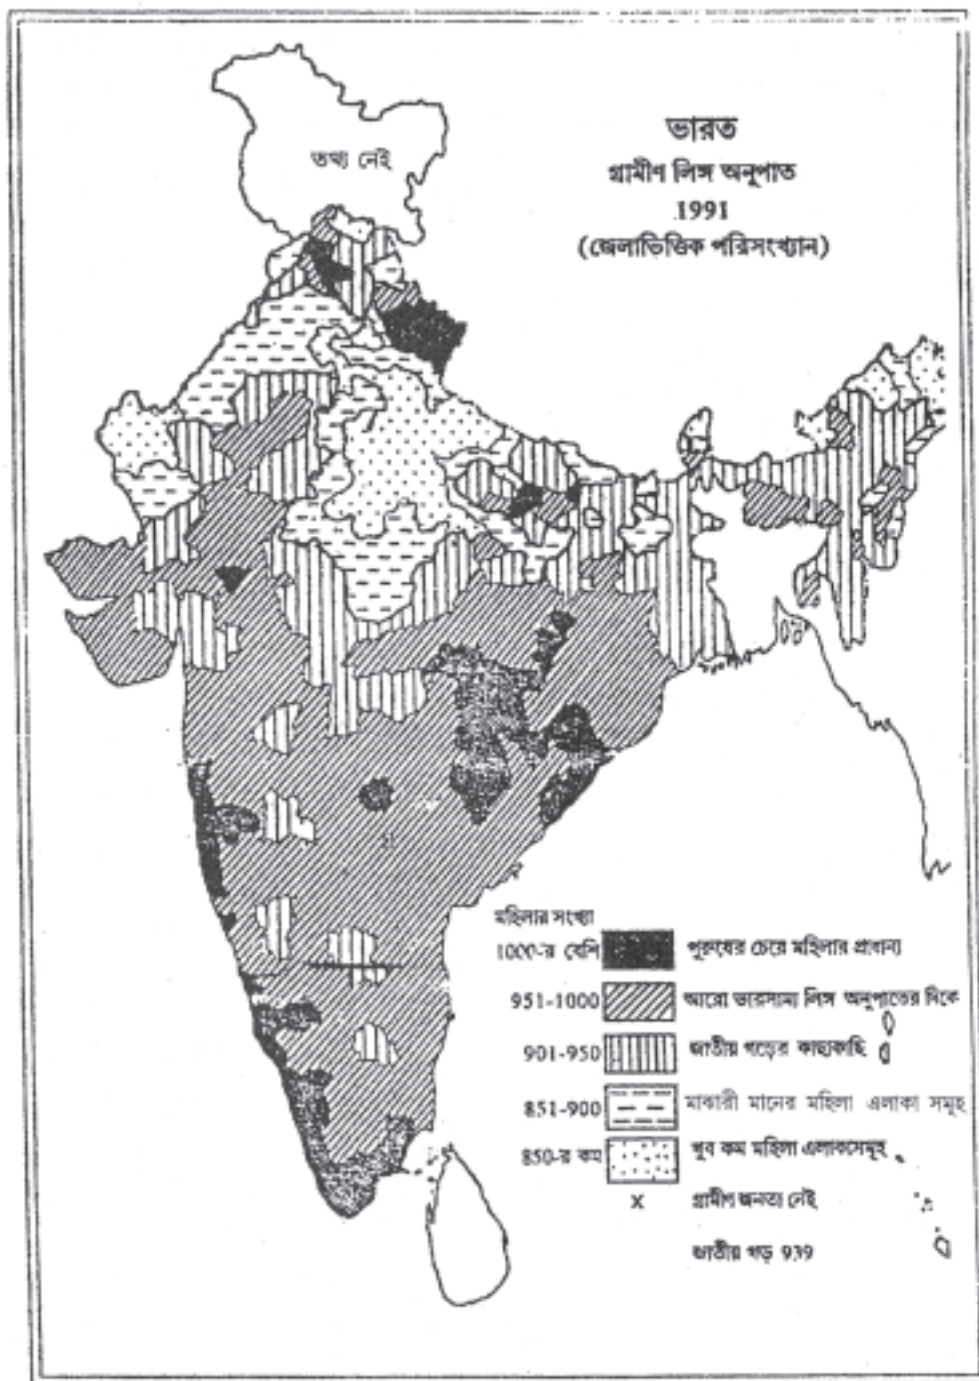 ভারত
গ্রামীণ লিঙ্গ অনুপাত
1991
(জেলাভিত্তিক পরিসংখ্যান)
তথ্য নেই
মহিলার সংখ্যা
1000-র বেশি পুরুষের চেয়ে মহিলার প্রাধান্য
951-1000 আরো ভারসাম্য লিঙ্গ অনুপাতের দিকে
901-950 জাতীয় গড়ের কাছাকাছি
851-900 মাঝারী মানের মহিলা এলাকা সমূহ
850-র কম খুব কম মহিলা এলাকাসমূহ
x গ্রামীণ জনতা নেই
জাতীয় গড় 939